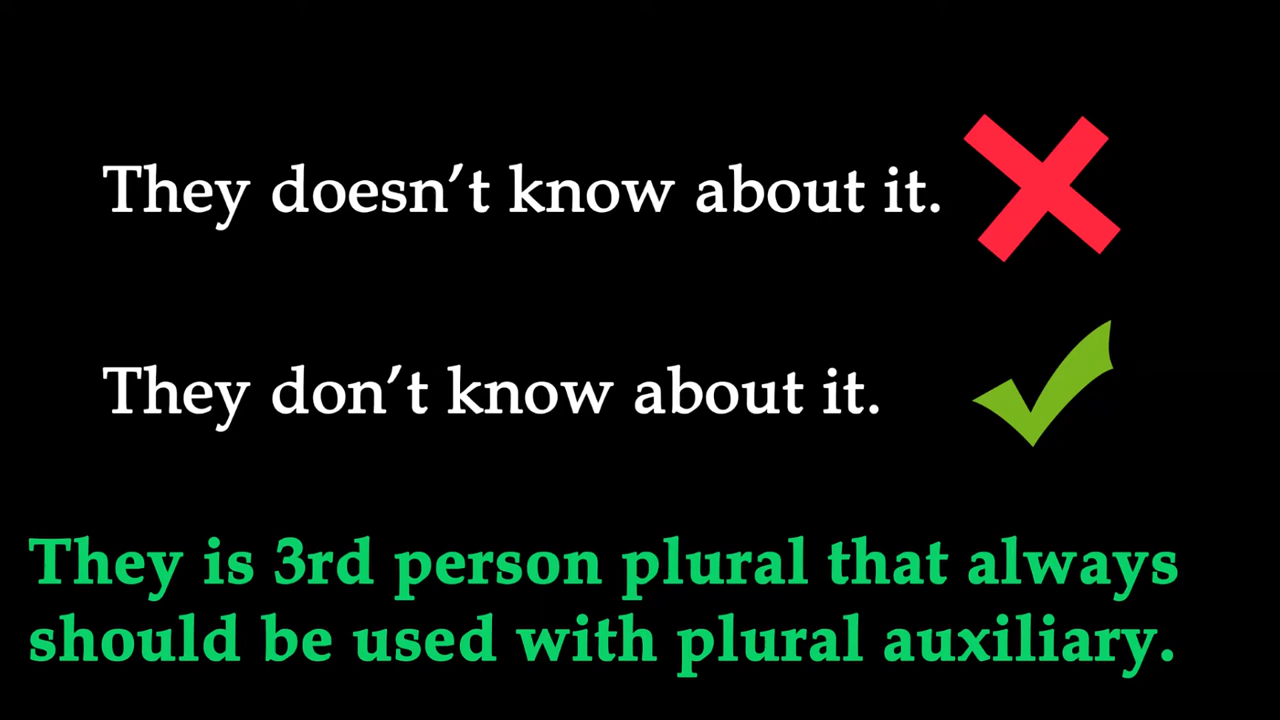 They doesn’t know about it.
They don’t know about it.
They is 3rd person plural that always
should be used with plural auxiliary.